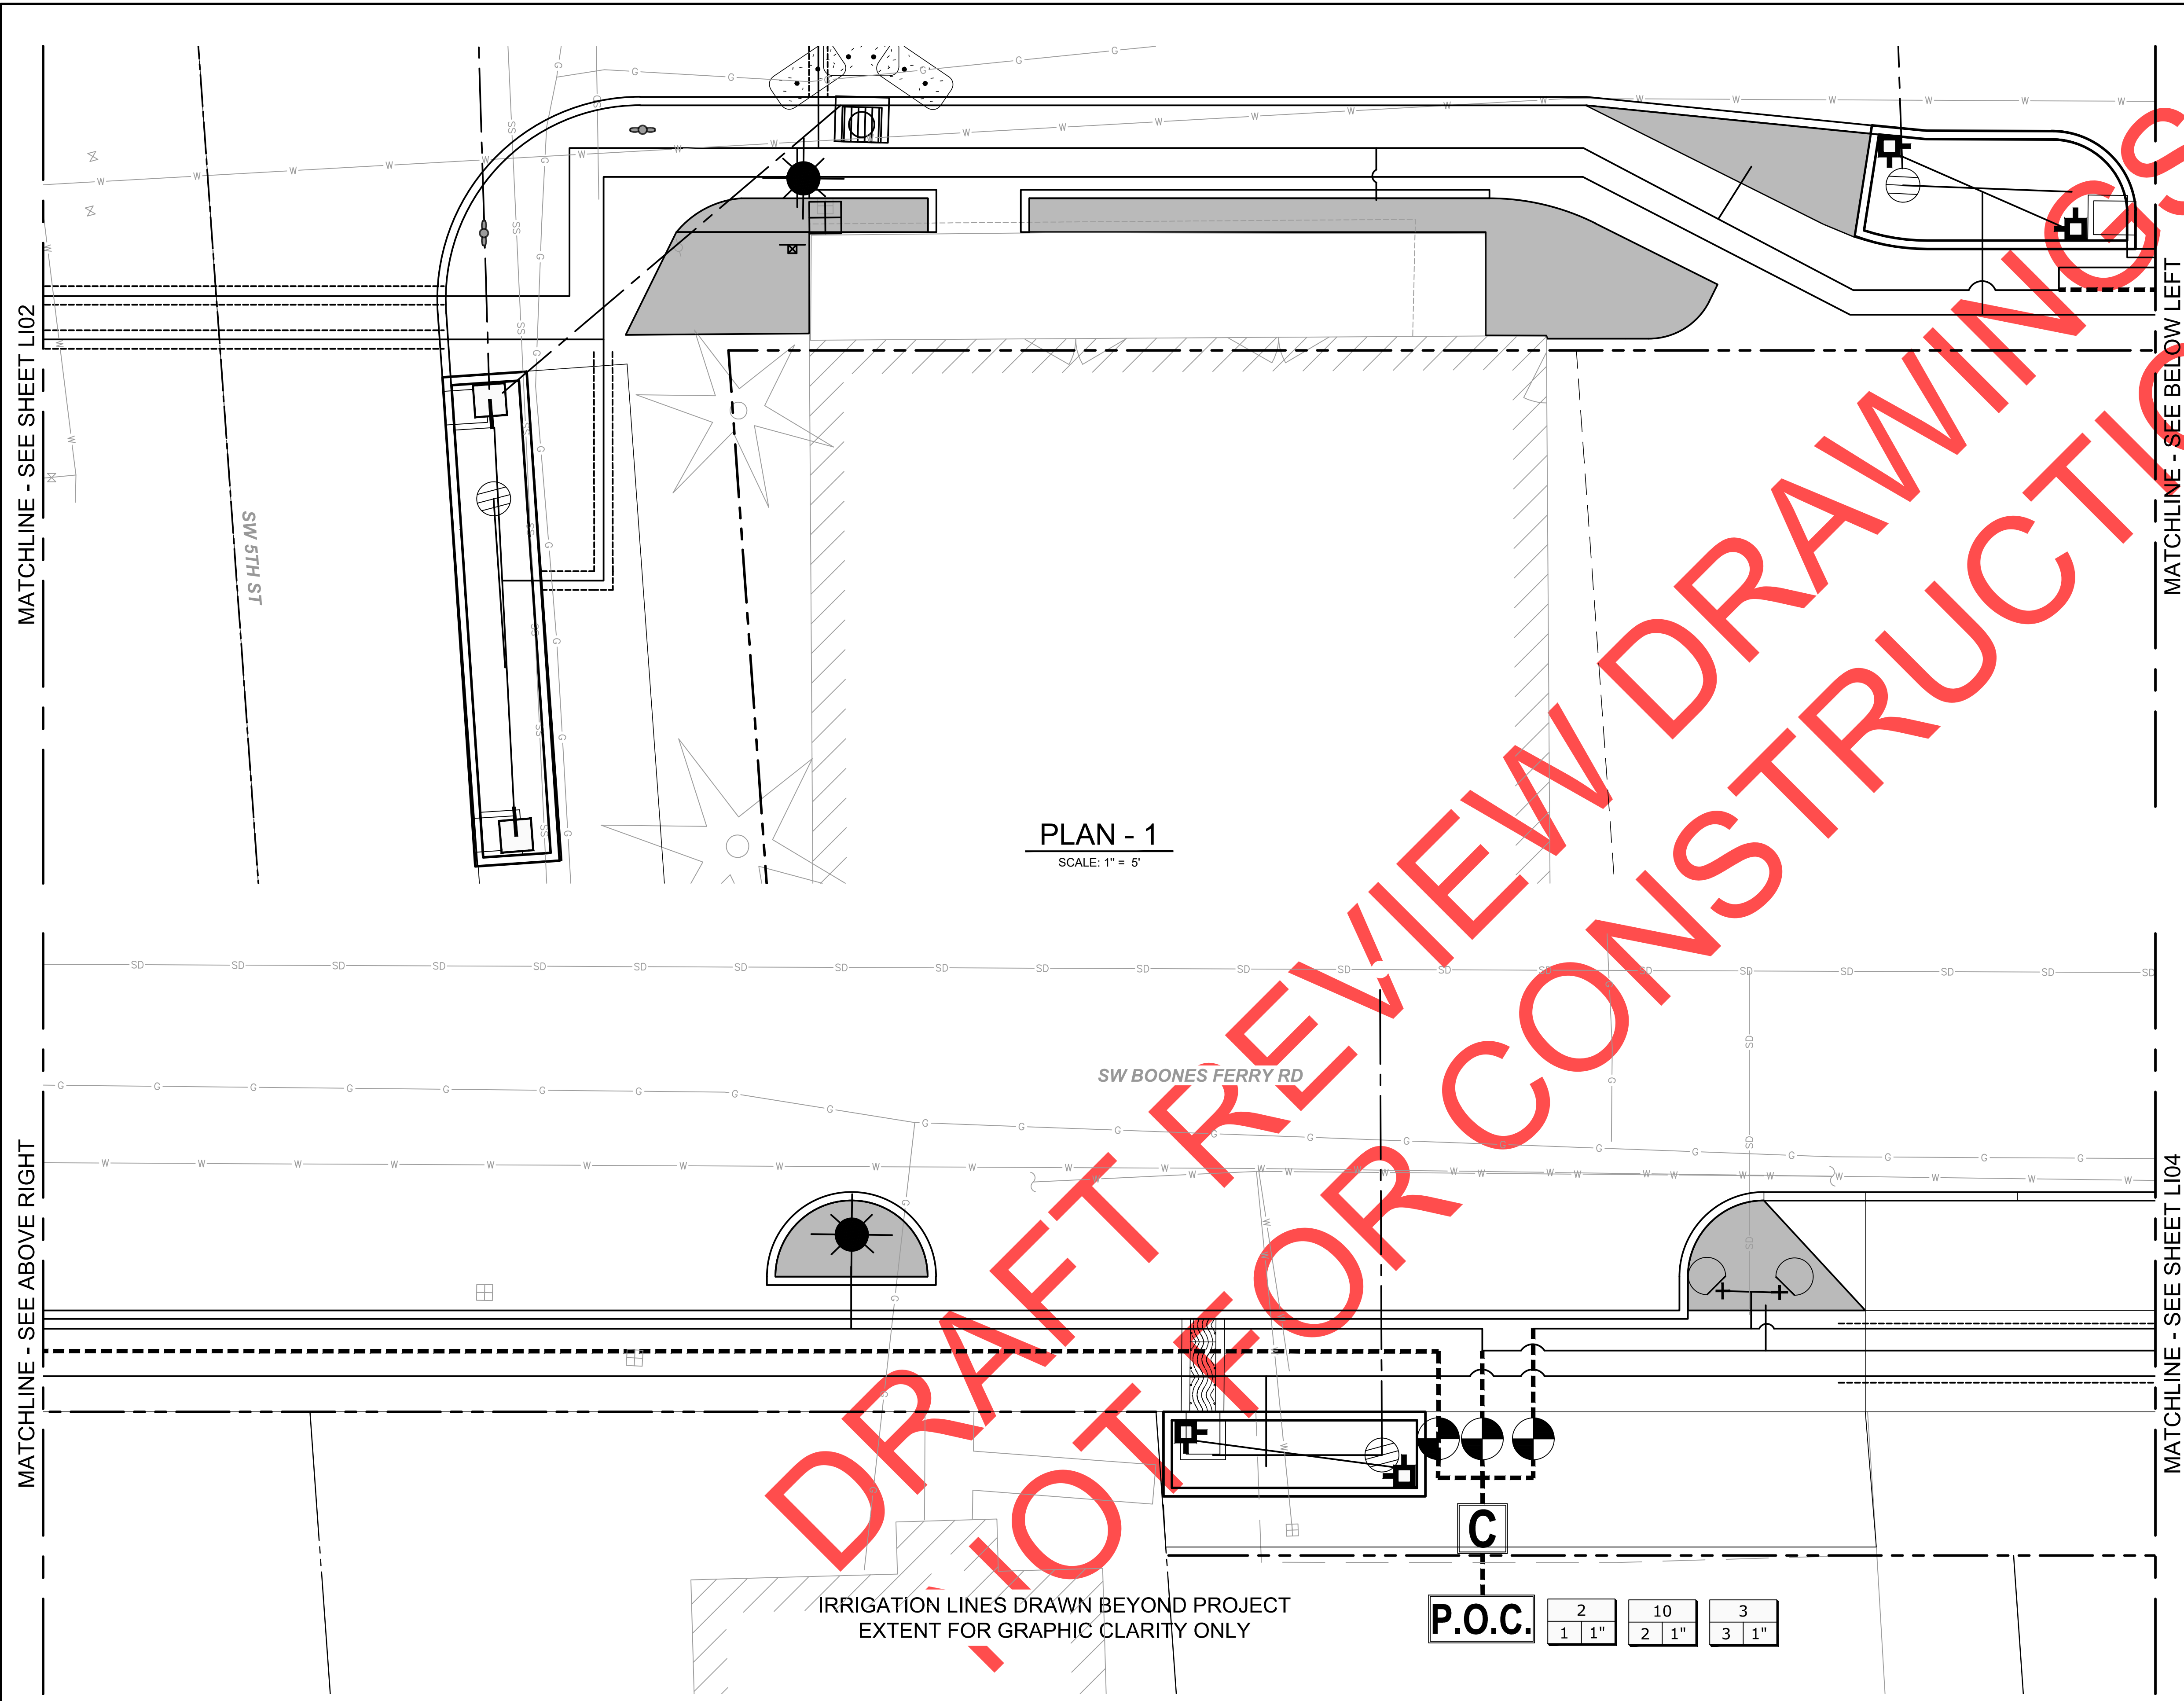 MATCHLINE - SEE SHEET LI02
SW 5TH ST
MATCHLINE - SEE BELOW LEFT
PLAN - 1
SCALE: 1" = 5'
DRAFT REVIEW DRAWINGS
NOT FOR CONSTRUCTIO
SW BOONES FERRY RD
MATCHLINE - SEE ABOVE RIGHT
MATCHLINE - SEE SHEET LI04
C
IRRIGATION LINES DRAWN BEYOND PROJECT
EXTENT FOR GRAPHIC CLARITY ONLY
P.O.C.
2
1 1"
10
2 1"
3
3 1"